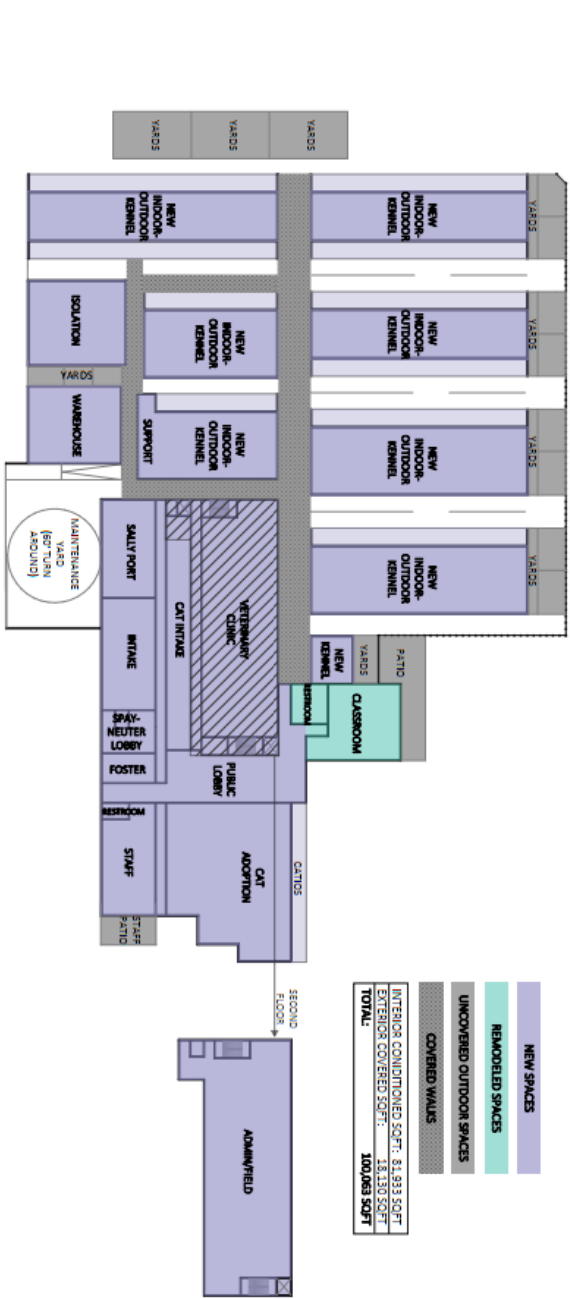 YARDS
YARDS
YARDS
YARDS
NEW SPACES
REMODELED SPACES
UNCOVERED OUTDOOR SPACES
COVERED WALKS
INTERIOR CONIDITIONED SQFT: 81,933 SQFT
EXTERIOR COVERED SQFT: 18,130 SQFT
TOTAL: 100,063 SQFT
NEW
INDOOR-
OUTDOOR
KENNEL
NEW
INDOOR-
OUTDOOR
KENNEL
NEW
INDOOR-
OUTDOOR
KENNEL
NEW
INDOOR-
OUTDOOR
KENNEL
PATIO
YARDS
NEW
KENNEL
CLASSROOM
RESTROOM
YARDS
YARDS
YARDS
NEW
INDOOR-
OUTDOOR
KENNEL
NEW
INDOOR-
OUTDOOR
KENNEL
NEW
INDOOR-
OUTDOOR
KENNEL
SUPPORT
VETERINARY
CLINIC
CAT INTAKE
PUBLIC
LOBBY
CATIOS
CAT
ADOPTION
SECOND
FLOOR
ADMIN/FIELD
ISOLATION
YARDS
WAREHOUSE
MAINTENANCE
YARD
(60' TURN
AROUND)
SALLY PORT
INTAKE
SPAY-
NEUTER
LOBBY
FOSTER
RESTROOM
STAFF
STAFF
PATIO